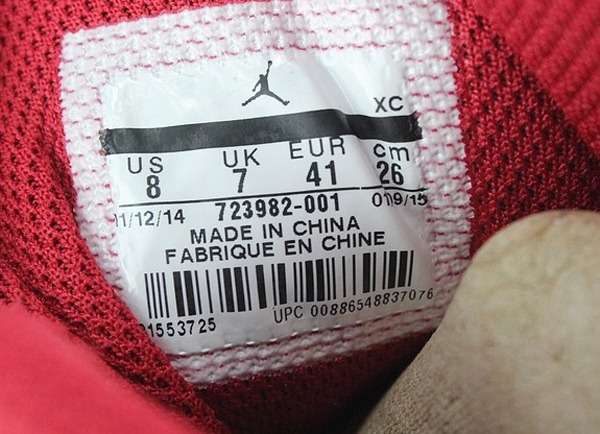 XC
US UK EUR cm
8 7 41 26
11/12/14 723982-001 01/9/15
MADE IN CHINA
FABRIQUE EN CHINE
UPC 00886548837076
01553725